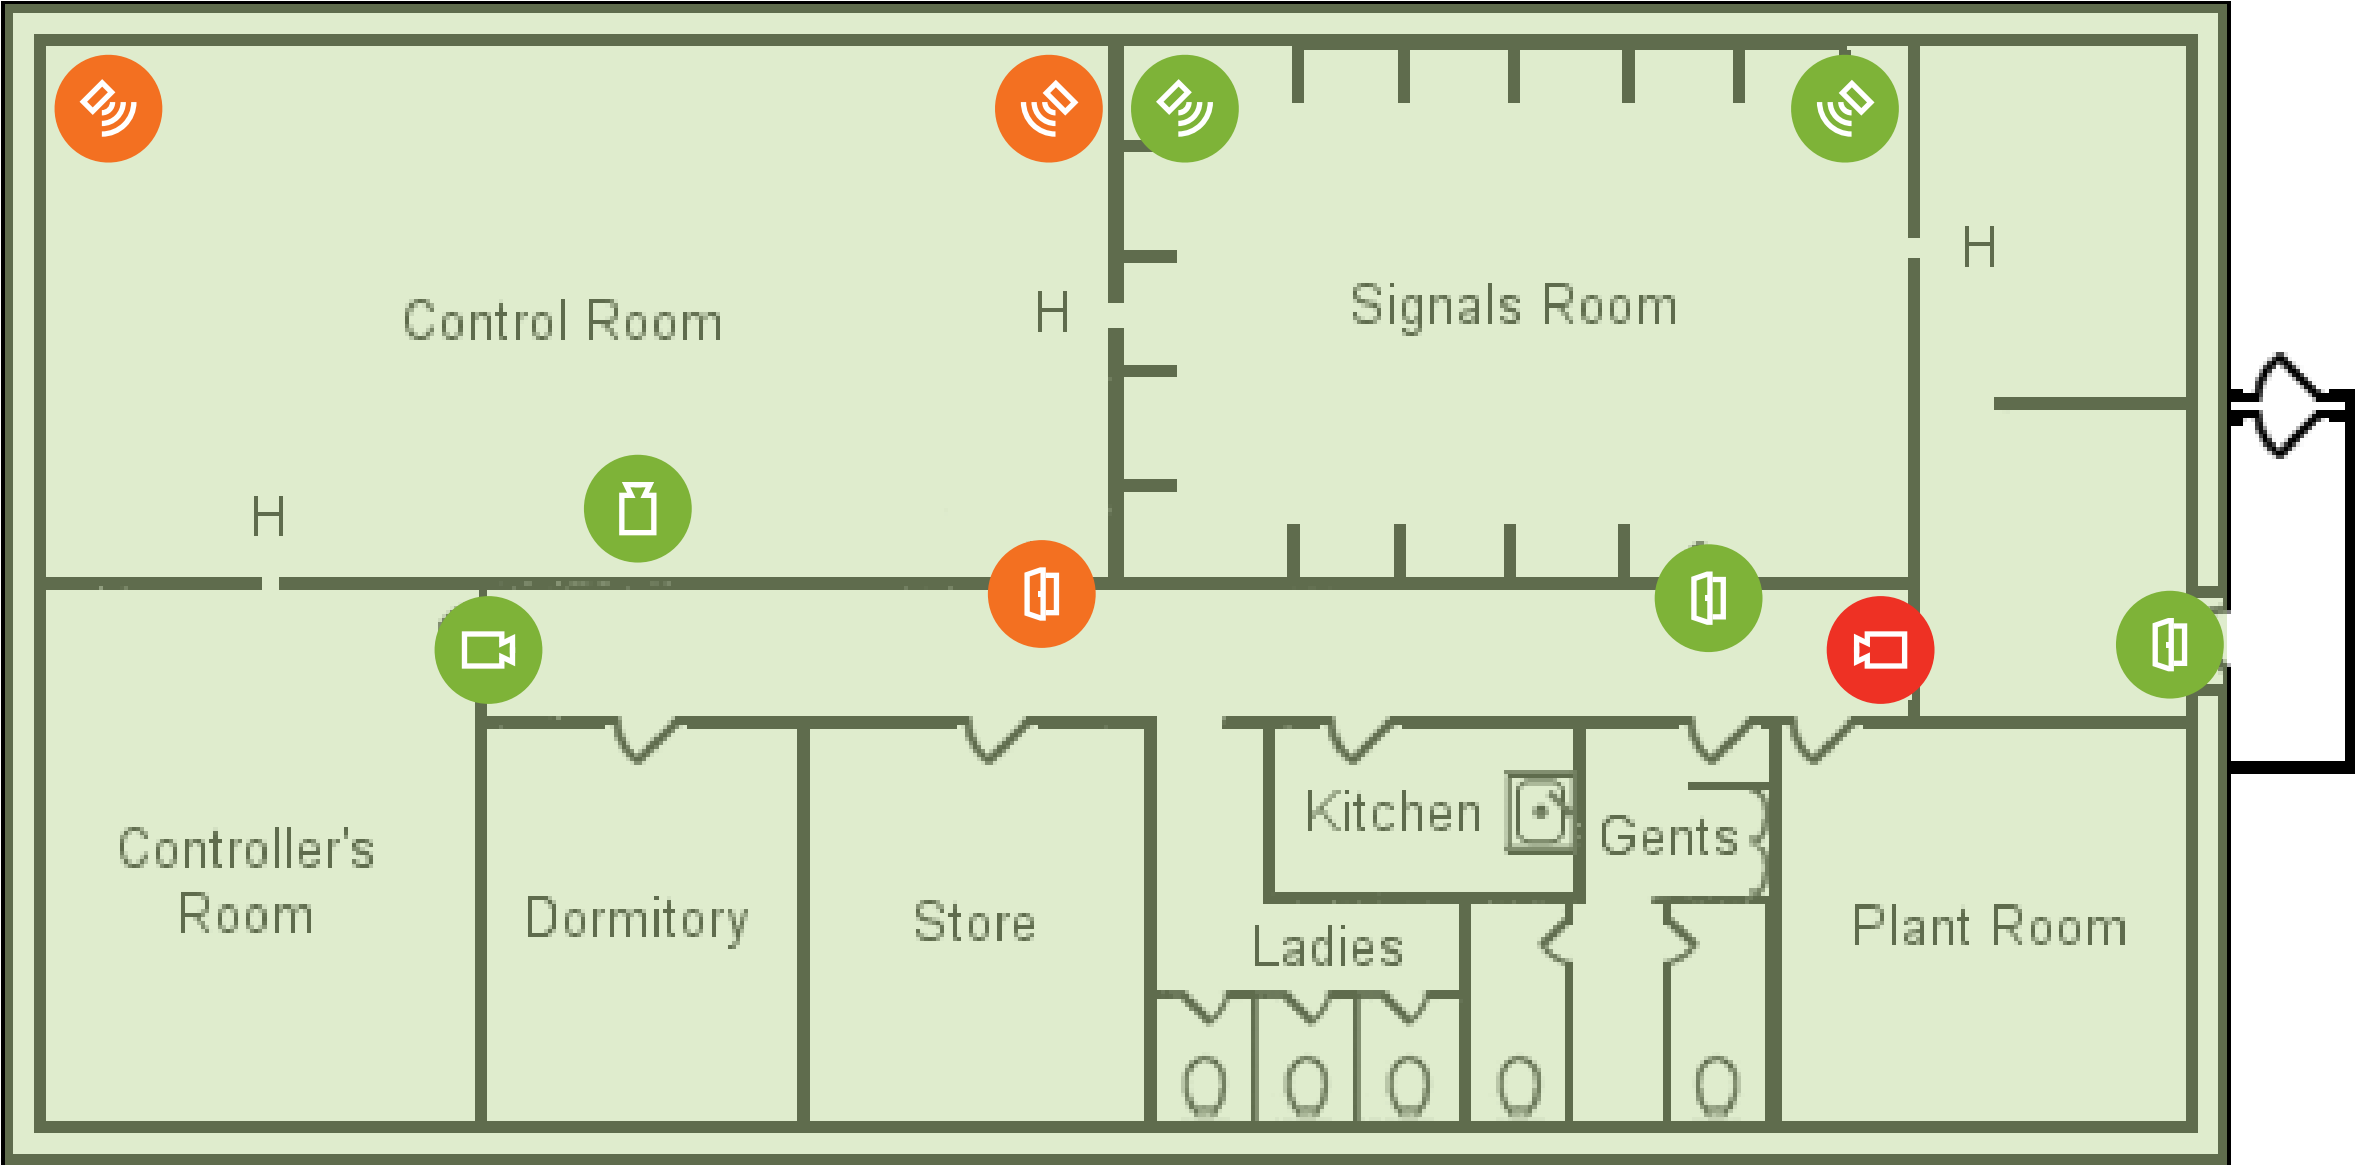 H
Signals Room
H
Control Room
H
Kitchen
Gents
Controller's
Room
Dormitory
Store
Ladies
Plant Room